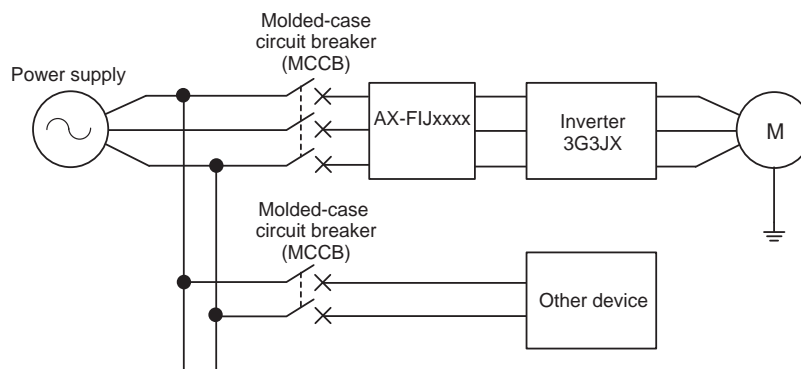 Molded-case
circuit breaker
(MCCB)
Power supply
AX-FIJxxxx
Inverter
3G3JX
M
Molded-case
circuit breaker
(MCCB)
Other device